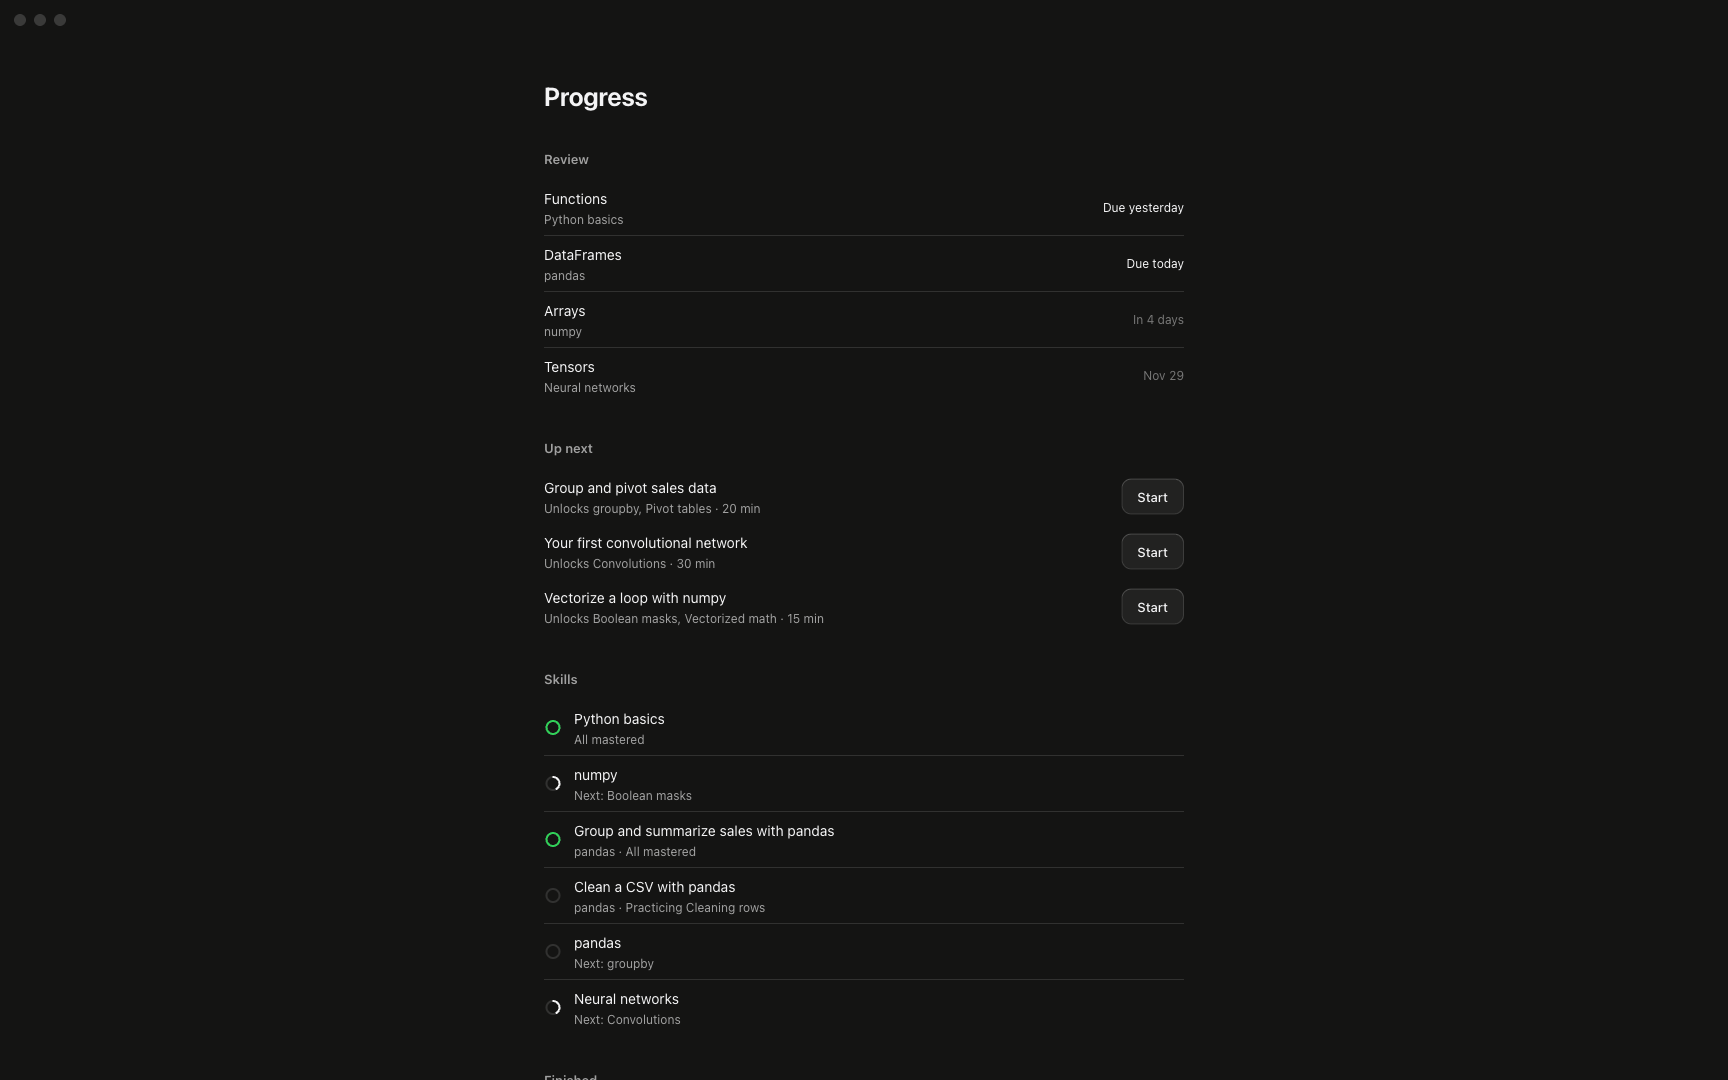 Progress
Review
Functions
Python basics
Due yesterday
DataFrames
pandas
Due today
Arrays
numpy
In 4 days
Tensors
Neural networks
Nov 29
Up next
Group and pivot sales data
Unlocks groupby, Pivot tables · 20 min
Start
Your first convolutional network
Unlocks Convolutions · 30 min
Start
Vectorize a loop with numpy
Unlocks Boolean masks, Vectorized math · 15 min
Start
Skills
Python basics
All mastered
numpy
Next: Boolean masks
Group and summarize sales with pandas
pandas · All mastered
Clean a CSV with pandas
pandas · Practicing Cleaning rows
pandas
Next: groupby
Neural networks
Next: Convolutions
Finished